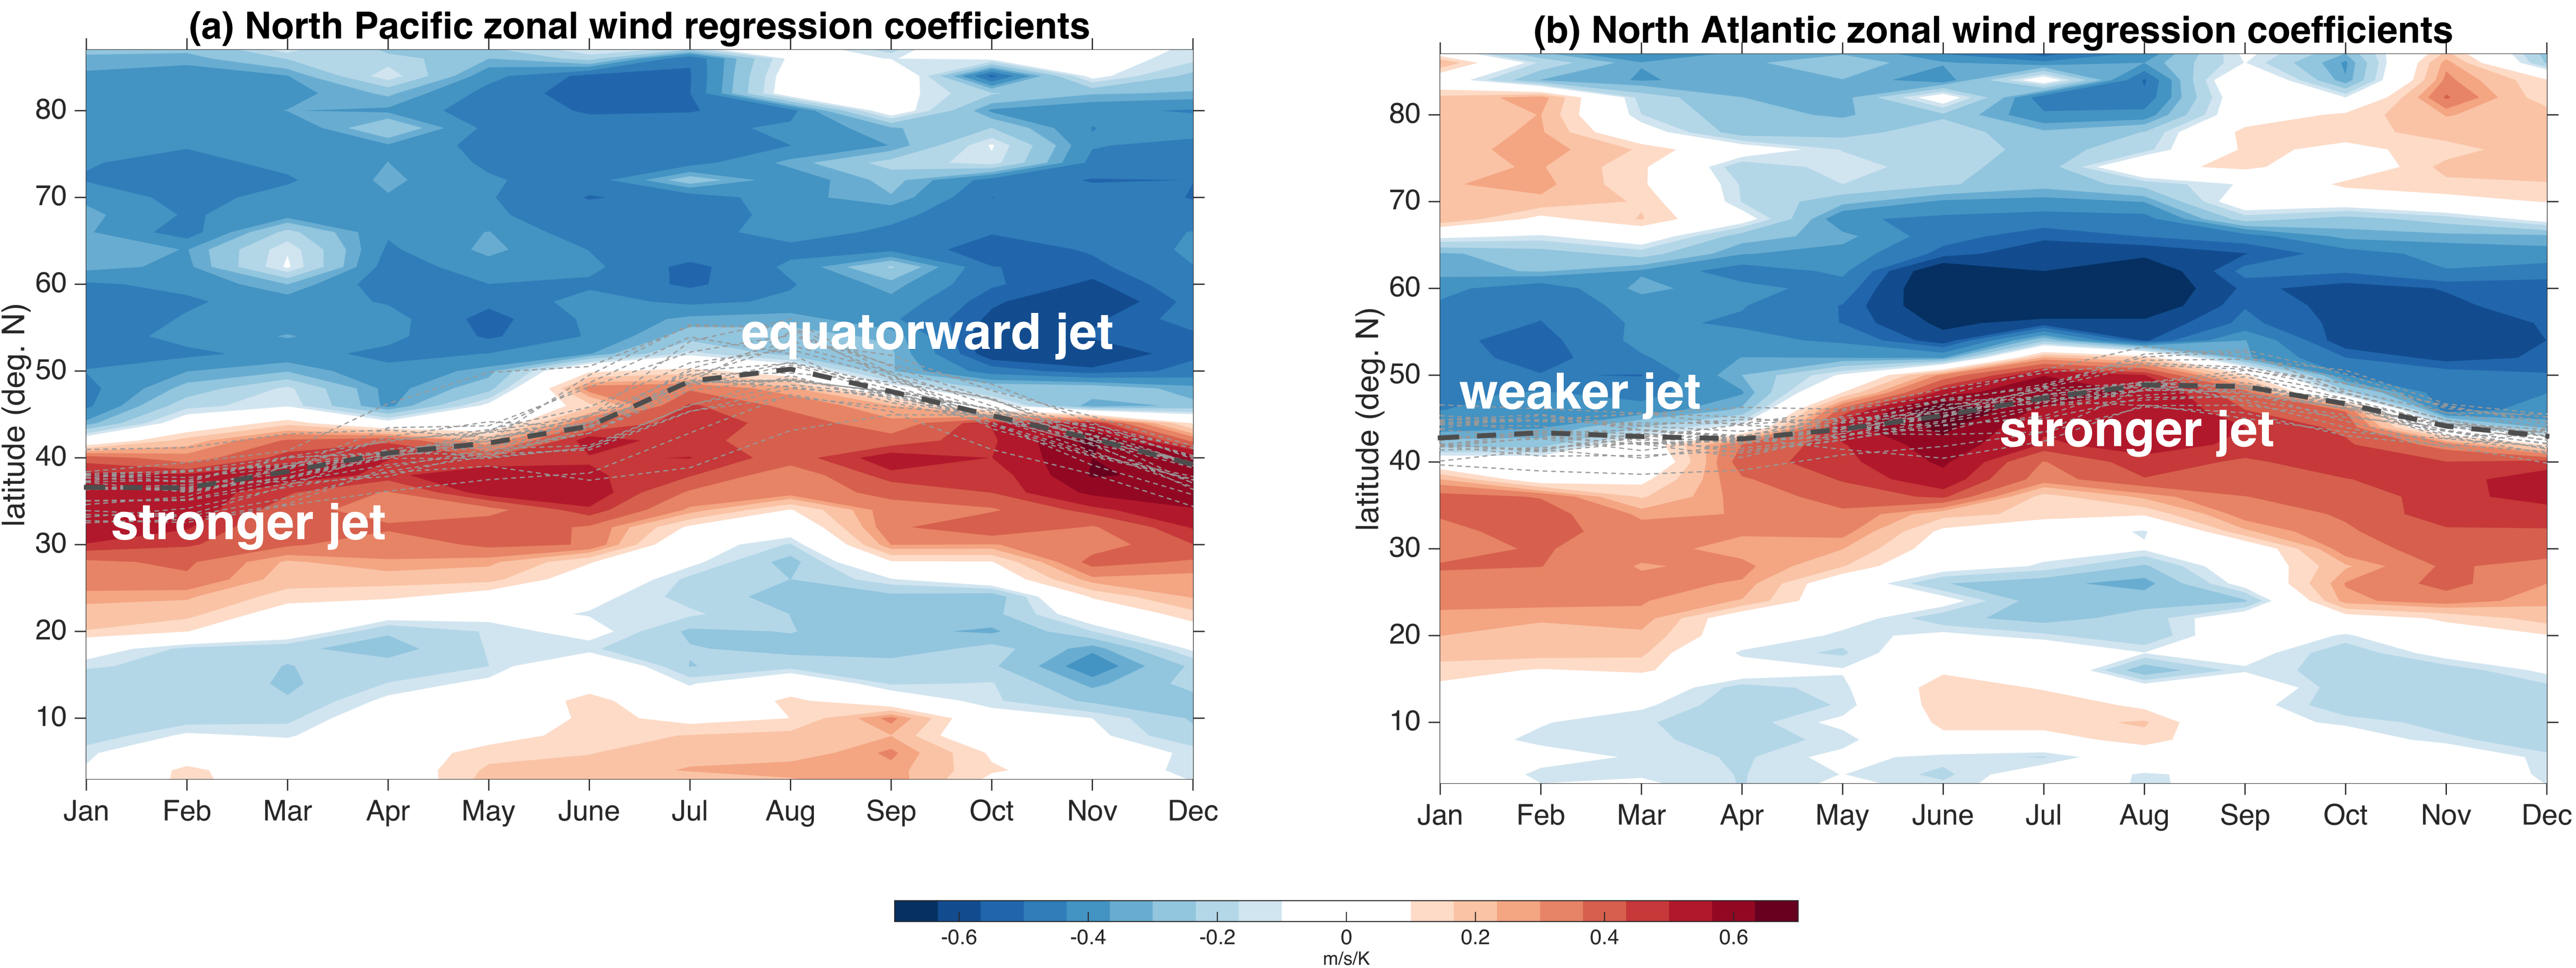 (a) North Pacific zonal wind regression coefficients
80
70
60
50
40
30
20
10
latitude (deg. N)
equatorward jet
stronger jet
Jan Feb Mar Apr May June Jul Aug Sep Oct Nov Dec
(b) North Atlantic zonal wind regression coefficients
80
70
60
50
40
30
20
10
latitude (deg. N)
weaker jet
stronger jet
Jan Feb Mar Apr May June Jul Aug Sep Oct Nov Dec
-0.6 -0.4 -0.2 0 0.2 0.4 0.6
m/s/K